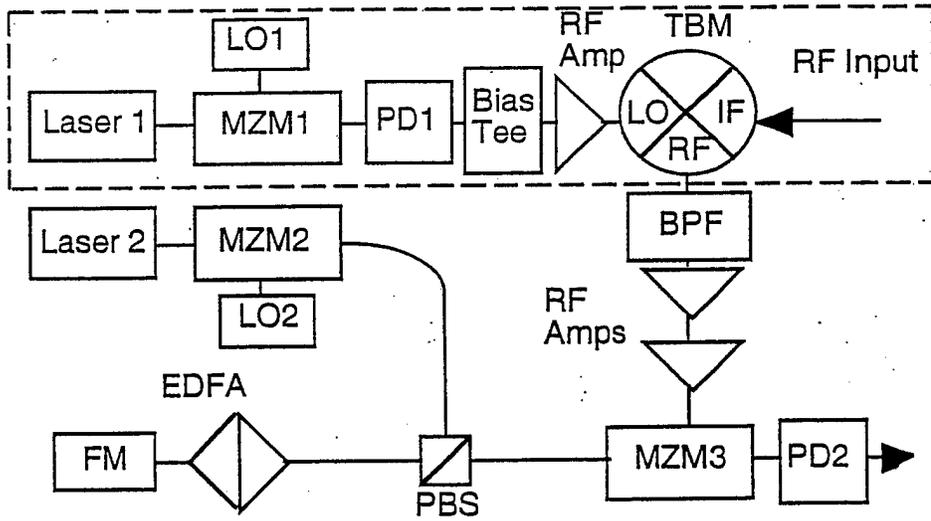 LO1
RF
Amp
TBM
RF Input
Laser 1
MZM1
PD1
Bias
Tee
LO
IF
RF
Laser 2
MZM2
BPF
LO2
RF
Amps
EDFA
FM
PBS
MZM3
PD2